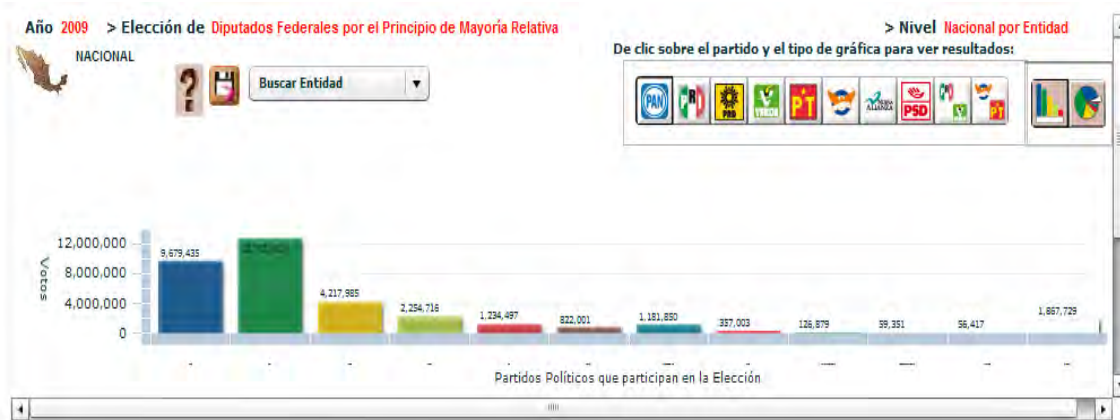 Año 2009 > Elección de Diputados Federales por el Principio de Mayoría Relativa > Nivel Nacional por Entidad
NACIONAL
De clic sobre el partido y el tipo de gráfica para ver resultados:
?
Buscar Entidad
PAN PRD VERDE PT ALIANZA PSD PT
12,000,000
8,000,000
4,000,000
0
Votos
9,679,435
4,217,985
2,254,716
1,234,497
822,001
1,181,850
357,003
126,879
59,351
56,417
1,867,729
Partidos Políticos que participan en la Elección